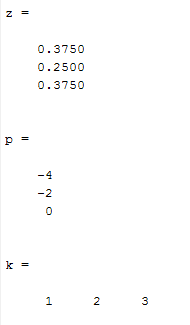 z =
0.3750
0.2500
0.3750
p =
-4
-2
0
k =
1 2 3